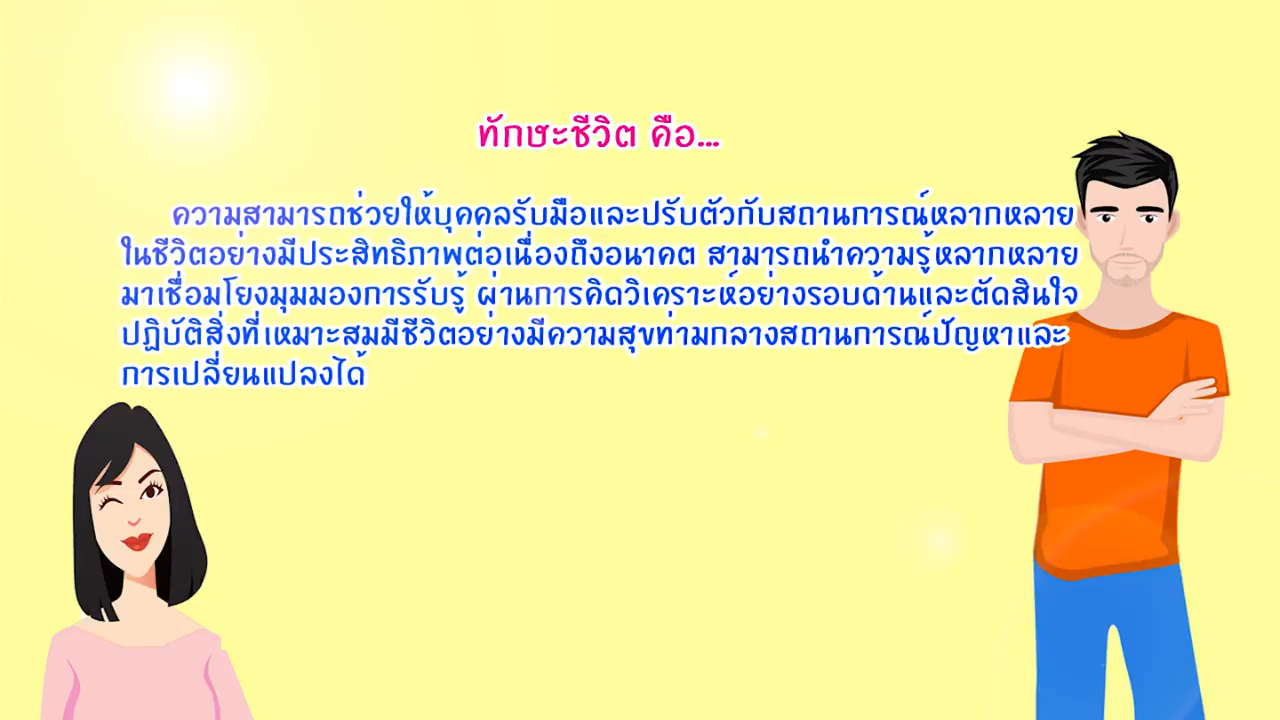 ทักษะชีวิต คือ...
ความสามารถช่วยให้บุคคลรับมือและปรับตัวกับสถานการณ์หลากหลาย
ในชีวิตอย่างมีประสิทธิภาพต่อเนื่องถึงอนาคต สามารถนำความรู้หลากหลาย
มาเชื่อมโยงมุมมองการรับรู้ ผ่านการคิดวิเคราะห์อย่างรอบด้านและตัดสินใจ
ปฏิบัติสิ่งที่เหมาะสมมีชีวิตอย่างมีความสุขท่ามกลางสถานการณ์ปัญหาและ
การเปลี่ยนแปลงได้